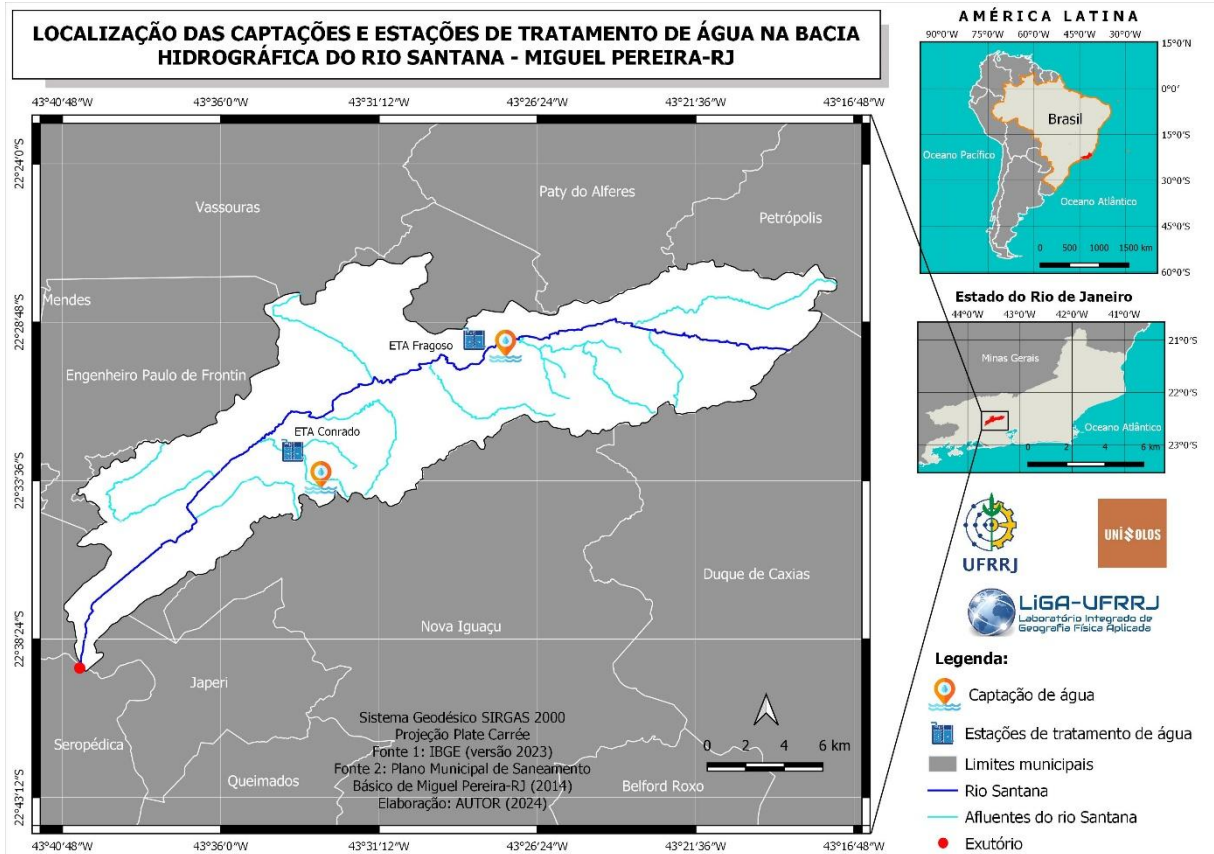 LOCALIZAÇÃO DAS CAPTAÇÕES E ESTAÇÕES DE TRATAMENTO DE ÁGUA NA BACIA
HIDROGRÁFICA DO RIO SANTANA - MIGUEL PEREIRA-RJ
43°40'48"W 43°36'0"W 43°31'12"W 43°26'24"W 43°21'36"W 43°16'48"W
22°24'0"S
22°28'48"S
22°33'36"S
22°38'24"S
22°43'12"S
Vassouras
Paty do Alferes
Petrópolis
Mendes
ETA Fragoso
Engenheiro Paulo de Frontin
ETA Conrado
Duque de Caxias
Nova Iguaçu
Japeri
Seropédica
Queimados
Belford Roxo
Sistema Geodésico SIRGAS 2000
Projeção Plate Carrée
Fonte 1: IBGE (versão 2023)
Fonte 2: Plano Municipal de Saneamento
Básico de Miguel Pereira-RJ (2014)
Elaboração: AUTOR (2024)
0 2 4 6 km
43°40'48"W 43°36'0"W 43°31'12"W 43°26'24"W 43°21'36"W 43°16'48"W
AMÉRICA LATINA
90°0'W 75°0'W 60°0'W 45°0'W 30°0'W
15°0'N
0°0'
15°0'S
30°0'S
45°0'S
60°0'S
Brasil
Oceano Pacífico
Oceano Atlântico
0 500 1000 1500 km
Estado do Rio de Janeiro
44°0'S 43°0'S 42°0'S 41°0'S
21°0'S
22°0'S
23°0'S
Minas Gerais
Oceano Atlântico
0 2 4 6 km
UFRRJ
UNISOLOS
LiGA-UFRRJ
Laboratório Integrado de
Geografia Física Aplicada
Legenda:
Captação de água
Estações de tratamento de água
Limites municipais
Rio Santana
Afluentes do rio Santana
Exutório